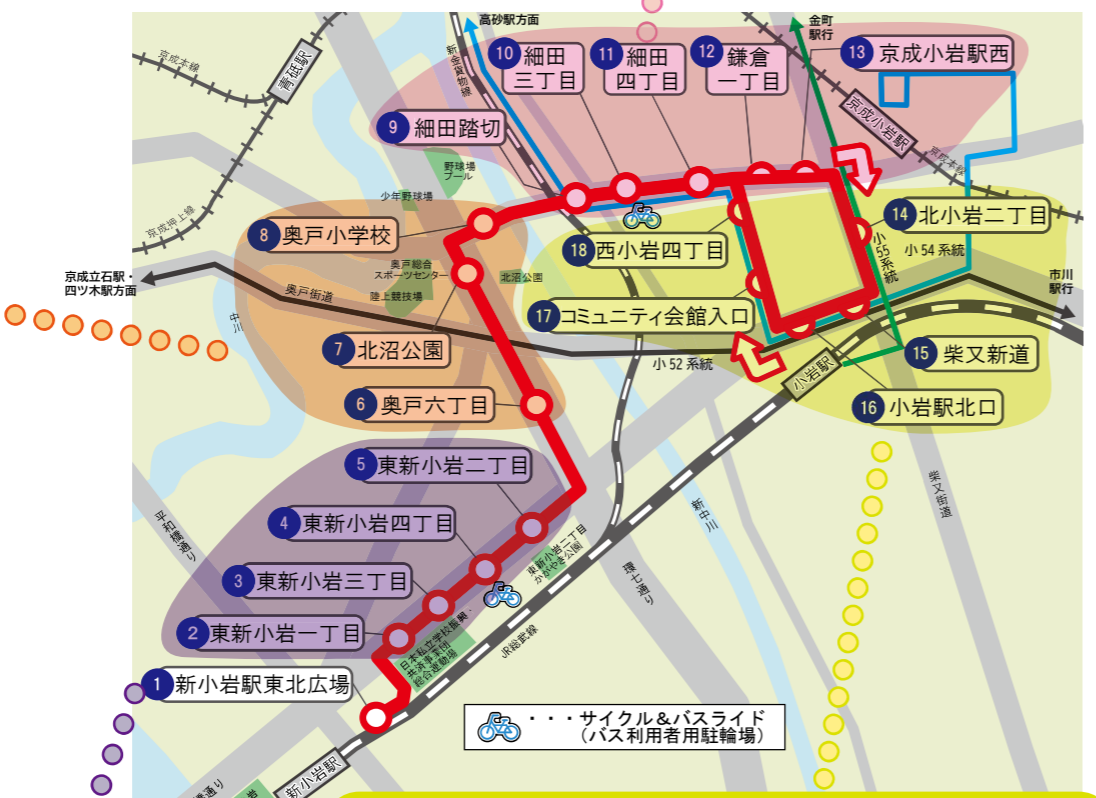 高砂駅方面
金町
駅行
京成本線
青砥駅
新金貨物線
10 細田
三丁目
11 細田
四丁目
12 鎌倉
一丁目
13 京成小岩駅西
京成小岩駅
京成本線
9 細田踏切
野球場
プール
少年野球場
京成押上線
8 奥戸小学校
14 北小岩二丁目
18 西小岩四丁目
小55系統
小 54 系統
京成立石駅・
四ツ木駅方面
奥戸総合
スポーツセンター
陸上競技場
北沼公園
奥戸街道
市川
駅行
中川
17 コミュニティ会館入口
7 北沼公園
小 52 系統
小岩駅
15 柴又新道
6 奥戸六丁目
16 小岩駅北口
5 東新小岩二丁目
柴又街道
新中川
平和橋通り
4 東新小岩四丁目
東新小岩二丁目
かがやき公園
環七通り
3 東新小岩三丁目
2 東新小岩一丁目
日本私立学校振興・
共済事業団
総合運動場
JR総武線
1 新小岩駅東北広場
・・・サイクル&バスライド
(バス利用者用駐輪場)
新小岩駅
橋通り